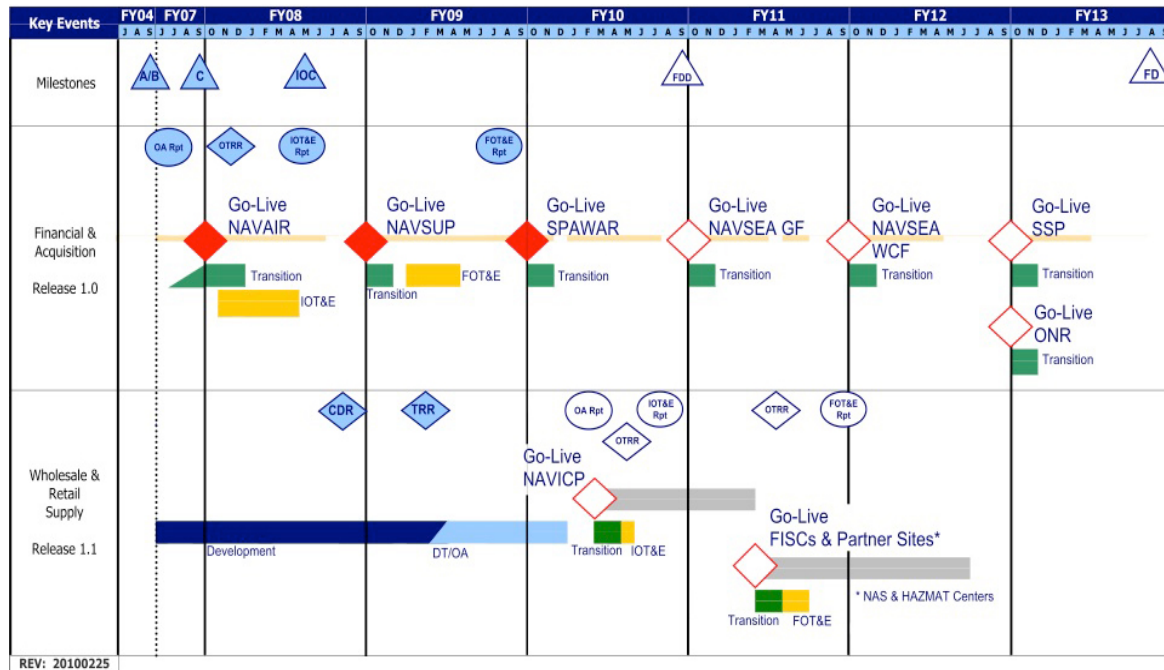 Key Events FY04 FY07 FY08 FY09 FY10 FY11 FY12 FY13
J A S J J A S O N D J F M A M J J A S O N D J F M A M J J A S O N D J F M A M J J A S O N D J F M A M J J A S O N D J F M A M J J A S O N D J F M A M J J A S
Milestones
A/B
C
IOC
FDD
FD
OA Rpt
OTRR
IOT&E
Rpt
FOT&E
Rpt
Financial &
Acquisition
Release 1.0
Go-Live
NAVAIR
Go-Live
NAVSUP
Go-Live
SPAWAR
Go-Live
NAVSEA GF
Go-Live
NAVSEA
WCF
Go-Live
SSP
Transition
IOT&E
Transition
FOT&E
Transition
Transition
Transition
Transition
Go-Live
ONR
Transition
CDR
TRR
OA Rpt
IOT&E
Rpt
OTRR
OTRR
FOT&E
Rpt
Wholesale &
Retail
Supply
Release 1.1
Go-Live
NAVICP
Development
DT/OA
Transition
IOT&E
Go-Live
FISCs & Partner Sites*
* NAS & HAZMAT Centers
Transition
FOT&E
REV: 20100225